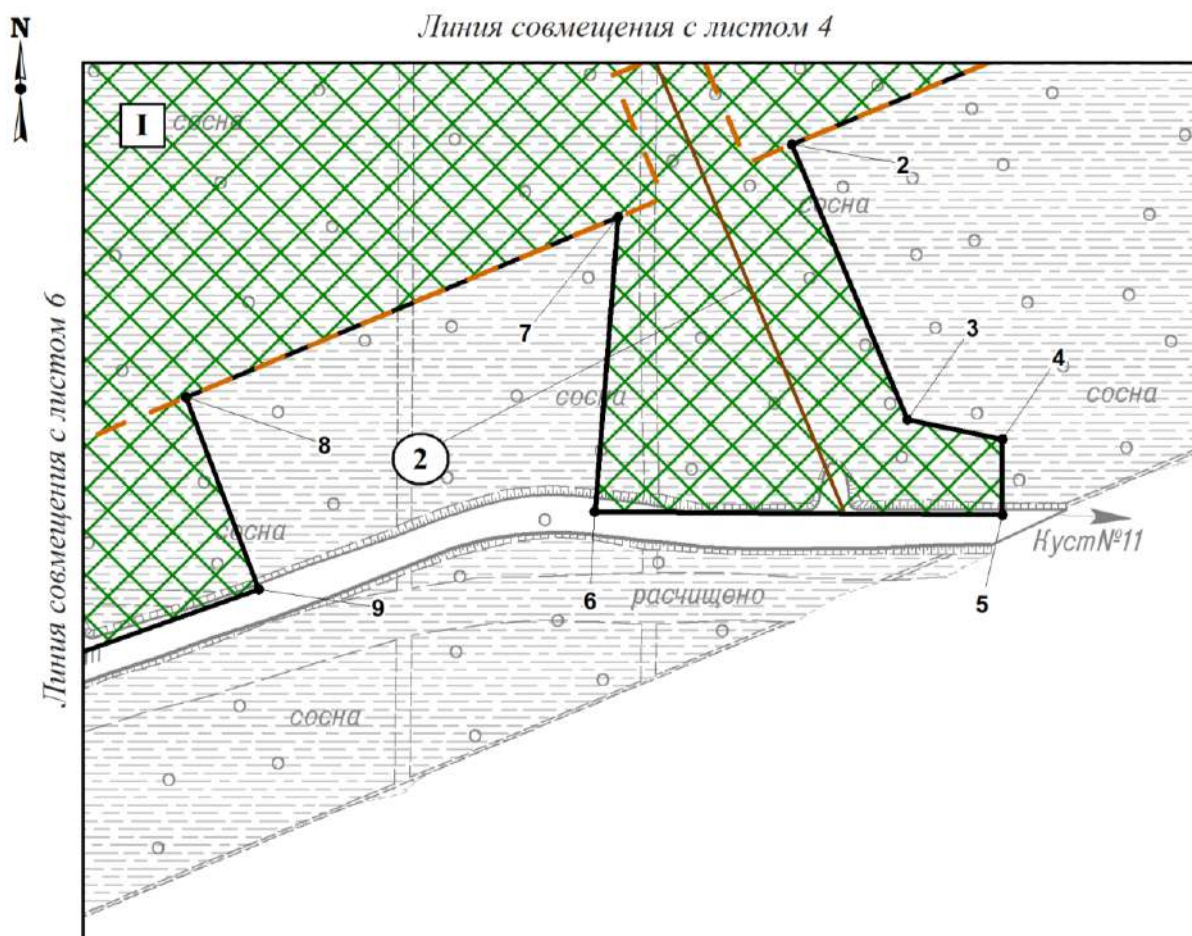 N
Линия совмещения с листом 4
I
сосна
2
сосна
7
3
4
Линия совмещения с листом 6
сосна
сосна
8
2
сосна
Куст№11
9
6
расчищено
5
сосна